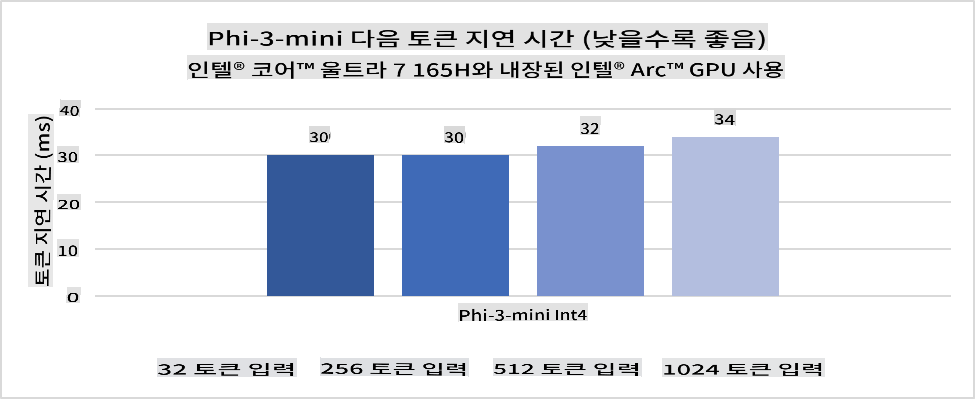 Phi-3-mini 다음 토큰 지연 시간 (낮을수록 좋음)
인텔® 코어™ 울트라 7 165H와 내장된 인텔® Arc™ GPU 사용
토큰 지연 시간 (ms)
40
30
20
10
0
30
30
32
34
Phi-3-mini Int4
32 토큰 입력
256 토큰 입력
512 토큰 입력
1024 토큰 입력